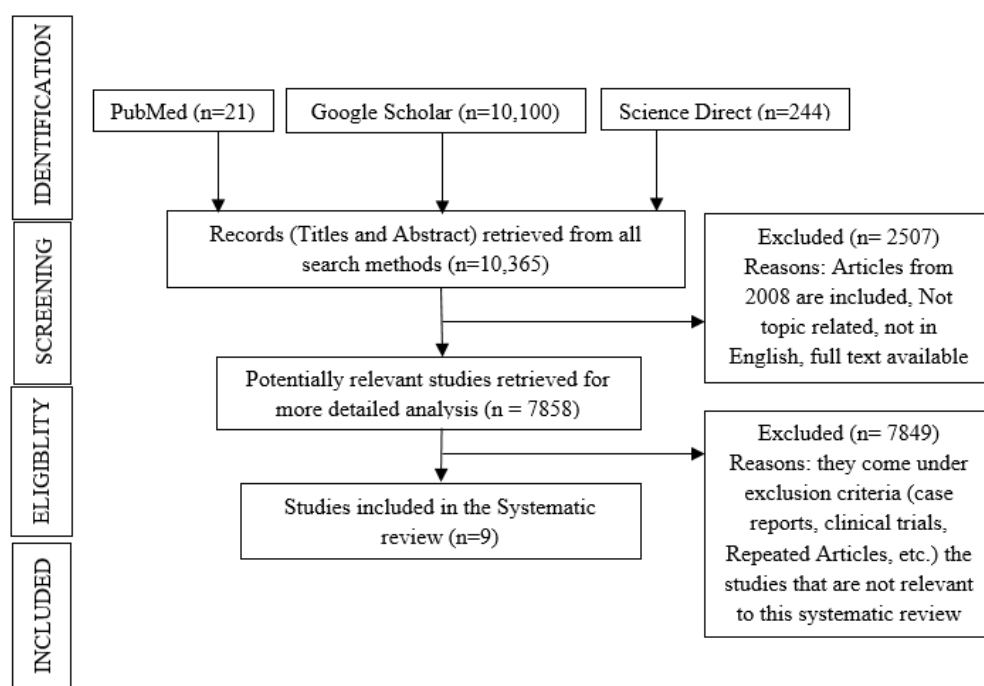 IDENTIFICATION
PubMed (n=21)
Google Scholar (n=10,100)
Science Direct (n=244)
Records (Titles and Abstract) retrieved from all
search methods (n=10,365)
SCREENING
Excluded (n= 2507)
Reasons: Articles from
2008 are included, Not
topic related, not in
English, full text available
Potentially relevant studies retrieved for
more detailed analysis (n = 7858)
ELIGIBLITY
Excluded (n= 7849)
Reasons: they come under
exclusion criteria (case
reports, clinical trials,
Repeated Articles, etc.) the
studies that are not relevant
to this systematic review
Studies included in the Systematic
review (n=9)
INCLUDED